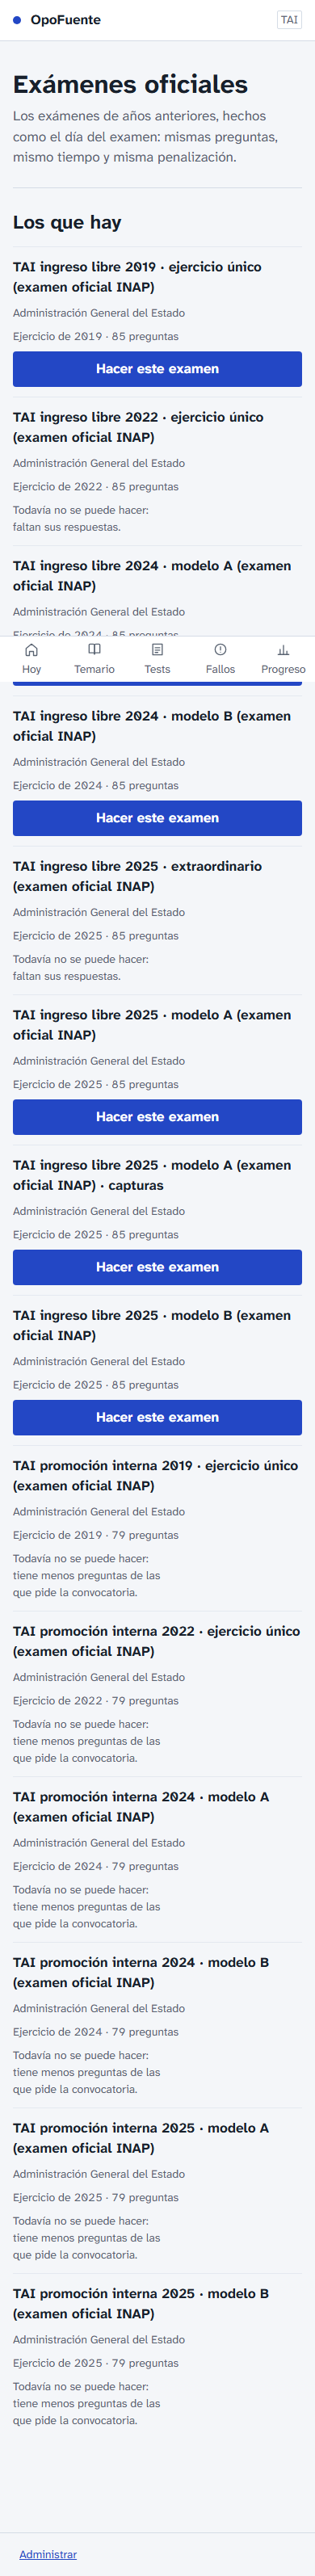 OpoFuente
TAI
Exámenes oficiales
Los exámenes de años anteriores, hechos
como el día del examen: mismas preguntas,
mismo tiempo y misma penalización.
Los que hay
TAI ingreso libre 2019 · ejercicio único
(examen oficial INAP)
Administración General del Estado
Ejercicio de 2019 · 85 preguntas
Hacer este examen
TAI ingreso libre 2022 · ejercicio único
(examen oficial INAP)
Administración General del Estado
Ejercicio de 2022 · 85 preguntas
Todavía no se puede hacer:
faltan sus respuestas.
TAI ingreso libre 2024 · modelo A (examen
oficial INAP)
Administración General del Estado
Ejercicio de 2024 · 85 preguntas
Hoy
Temario
Tests
Fallos
Progreso
TAI ingreso libre 2024 · modelo B (examen
oficial INAP)
Administración General del Estado
Ejercicio de 2024 · 85 preguntas
Hacer este examen
TAI ingreso libre 2025 · extraordinario
(examen oficial INAP)
Administración General del Estado
Ejercicio de 2025 · 85 preguntas
Todavía no se puede hacer:
faltan sus respuestas.
TAI ingreso libre 2025 · modelo A (examen
oficial INAP)
Administración General del Estado
Ejercicio de 2025 · 85 preguntas
Hacer este examen
TAI ingreso libre 2025 · modelo A (examen
oficial INAP) · capturas
Administración General del Estado
Ejercicio de 2025 · 85 preguntas
Hacer este examen
TAI ingreso libre 2025 · modelo B (examen
oficial INAP)
Administración General del Estado
Ejercicio de 2025 · 85 preguntas
Hacer este examen
TAI promoción interna 2019 · ejercicio único
(examen oficial INAP)
Administración General del Estado
Ejercicio de 2019 · 79 preguntas
Todavía no se puede hacer:
tiene menos preguntas de las
que pide la convocatoria.
TAI promoción interna 2022 · ejercicio único
(examen oficial INAP)
Administración General del Estado
Ejercicio de 2022 · 79 preguntas
Todavía no se puede hacer:
tiene menos preguntas de las
que pide la convocatoria.
TAI promoción interna 2024 · modelo A
(examen oficial INAP)
Administración General del Estado
Ejercicio de 2024 · 79 preguntas
Todavía no se puede hacer:
tiene menos preguntas de las
que pide la convocatoria.
TAI promoción interna 2024 · modelo B
(examen oficial INAP)
Administración General del Estado
Ejercicio de 2024 · 79 preguntas
Todavía no se puede hacer:
tiene menos preguntas de las
que pide la convocatoria.
TAI promoción interna 2025 · modelo A
(examen oficial INAP)
Administración General del Estado
Ejercicio de 2025 · 79 preguntas
Todavía no se puede hacer:
tiene menos preguntas de las
que pide la convocatoria.
TAI promoción interna 2025 · modelo B
(examen oficial INAP)
Administración General del Estado
Ejercicio de 2025 · 79 preguntas
Todavía no se puede hacer:
tiene menos preguntas de las
que pide la convocatoria.
Administrar